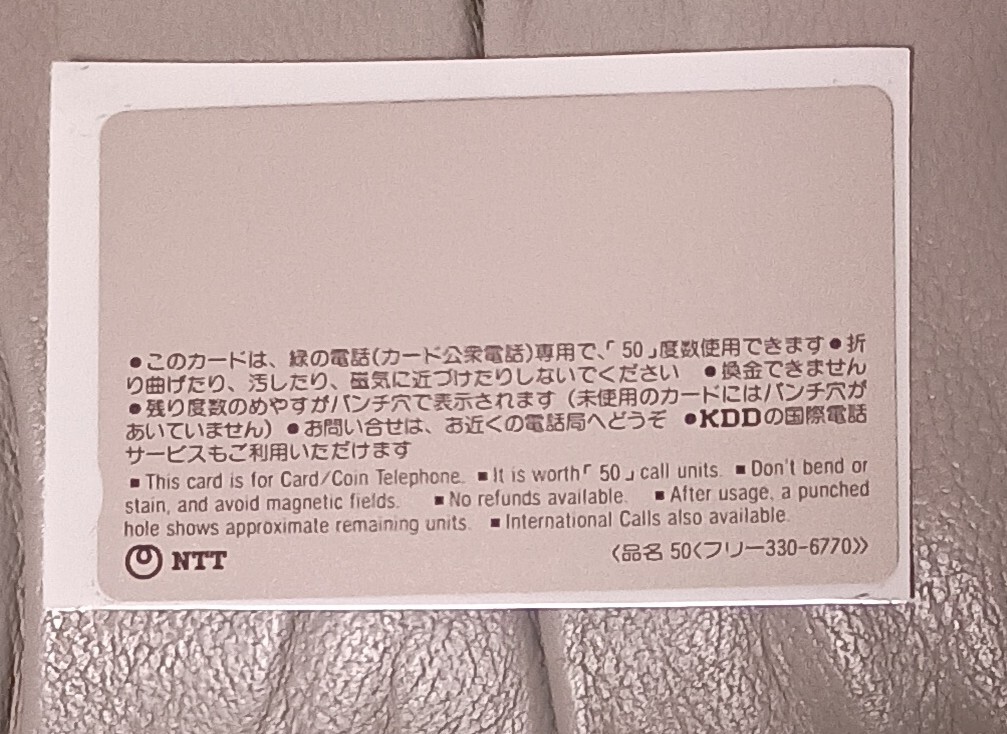 ●このカードは、緑の電話(カード公衆電話)専用で、「50」度数使用できます●折
り曲げたり、汚したり、磁気に近づけたりしないでください ●換金できません
●残り度数のめやすがパンチ穴で表示されます(未使用のカードにはパンチ穴が
あいていません)●お問い合せは、お近くの電話局へどうぞ ●KDDの国際電話
サービスもご利用いただけます
■This card is for Card/Coin Telephone. ■It is worth「50」call units. ■Don't bend or
stain, and avoid magnetic fields. ■No refunds available. ■After usage, a punched
hole shows approximate remaining units. ■International Calls also available.
NTT 〈品名 50〈フリー330-6770〉〉